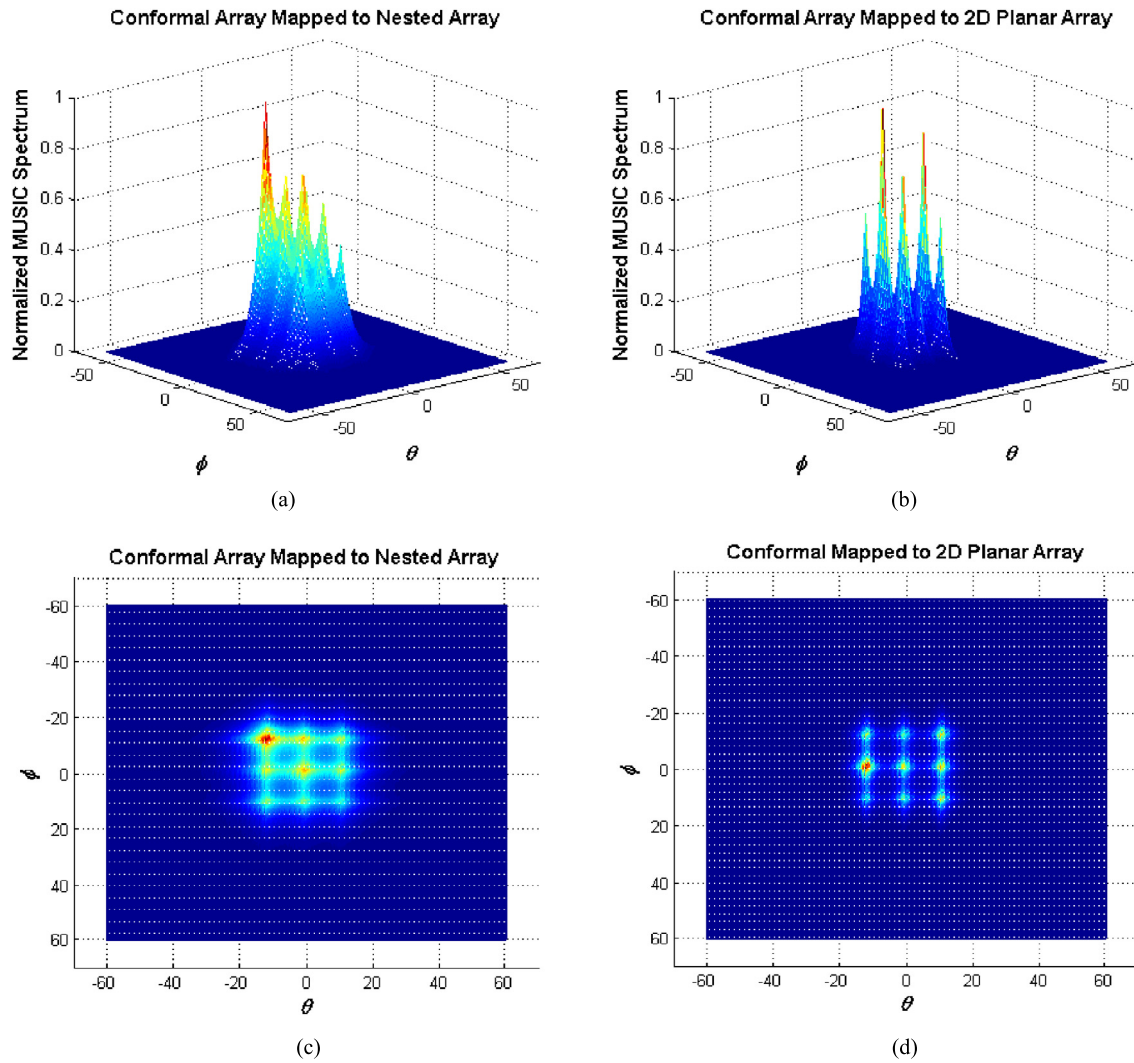 Conformal Array Mapped to Nested Array
Conformal Array Mapped to 2D Planar Array
Normalized MUSIC Spectrum
1
0.8
0.6
0.4
0.2
0
-50
0
50
ϕ
-50
0
50
θ
(a)
Normalized MUSIC Spectrum
1
0.8
0.6
0.4
0.2
0
-50
0
50
ϕ
-50
0
50
θ
(b)
Conformal Array Mapped to Nested Array
Conformal Mapped to 2D Planar Array
ϕ
-60
-40
-20
0
20
40
60
-60 -40 -20 0 20 40 60
θ
(c)
ϕ
-60
-40
-20
0
20
40
60
-60 -40 -20 0 20 40 60
θ
(d)